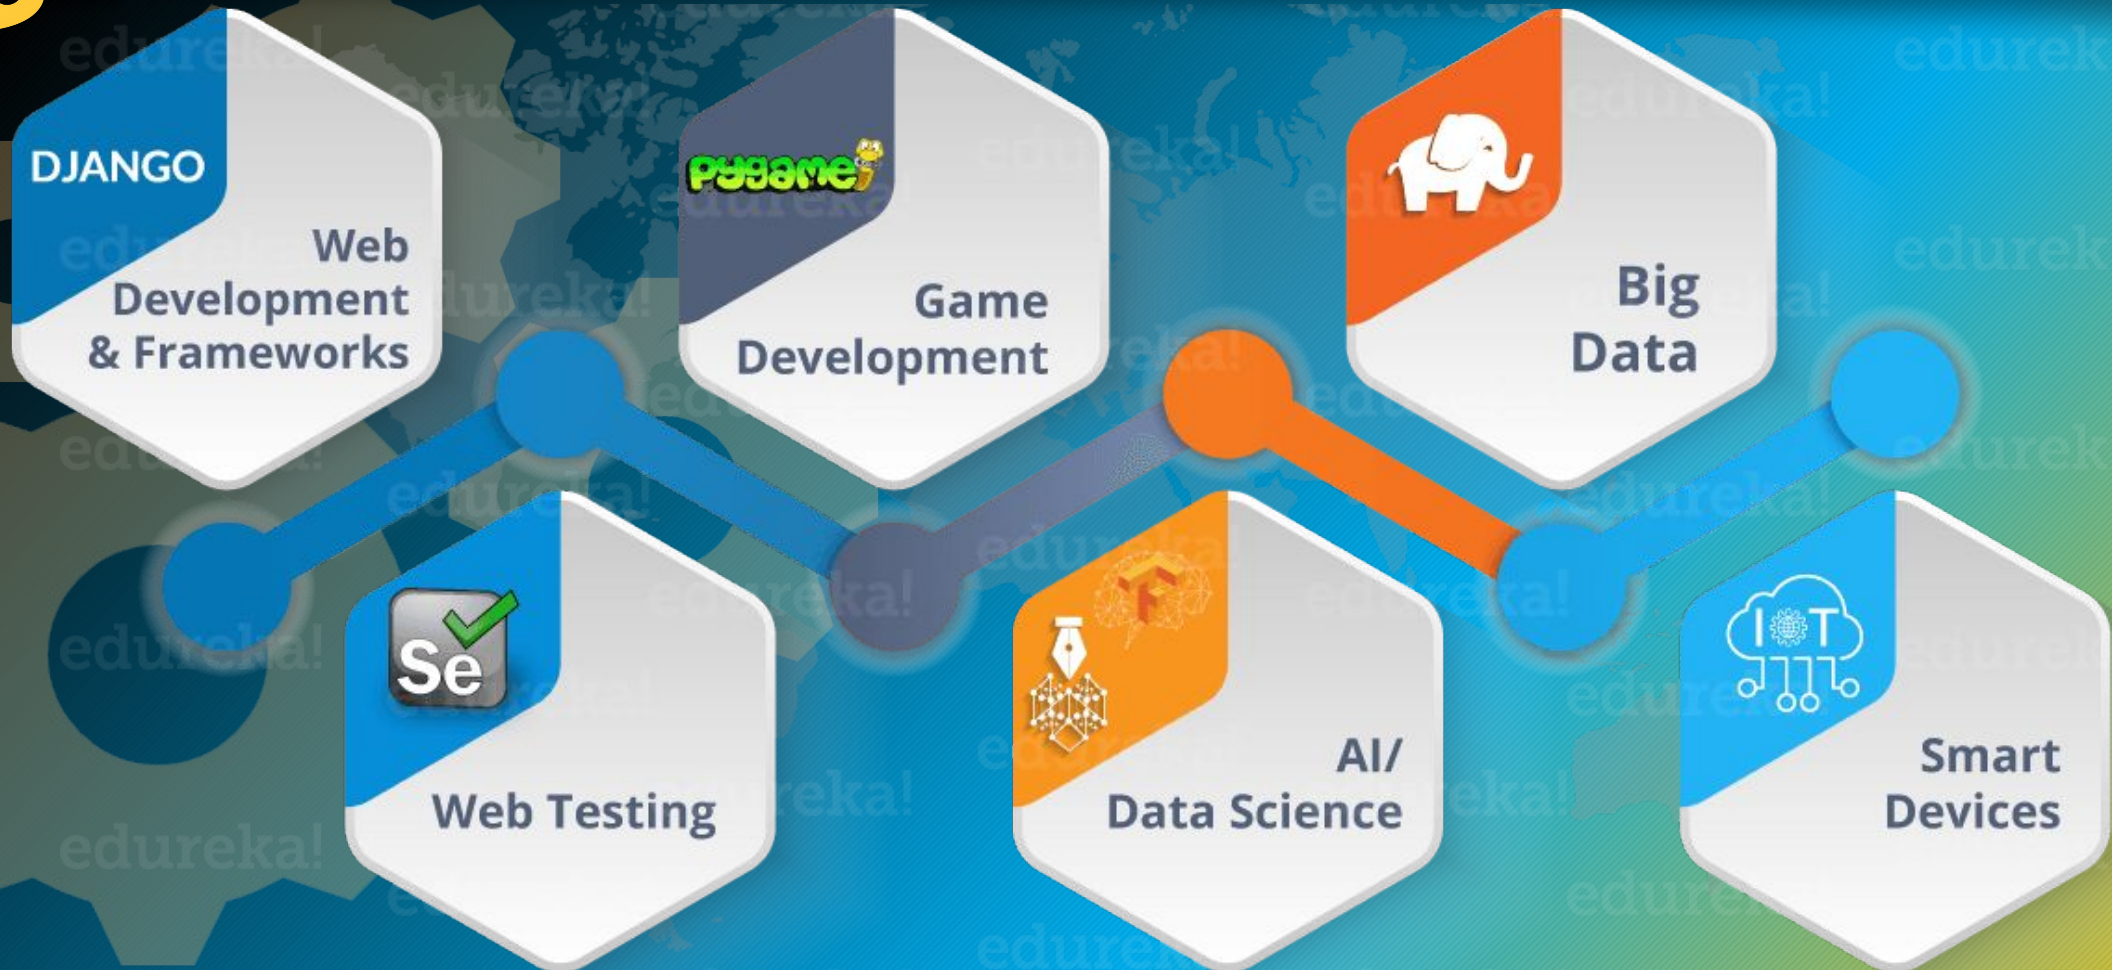 DJANGO
Web
Development
& Frameworks
pygame
Game
Development
Big
Data
Se
Web Testing
AI/
Data Science
IoT
Smart
Devices
edureka!